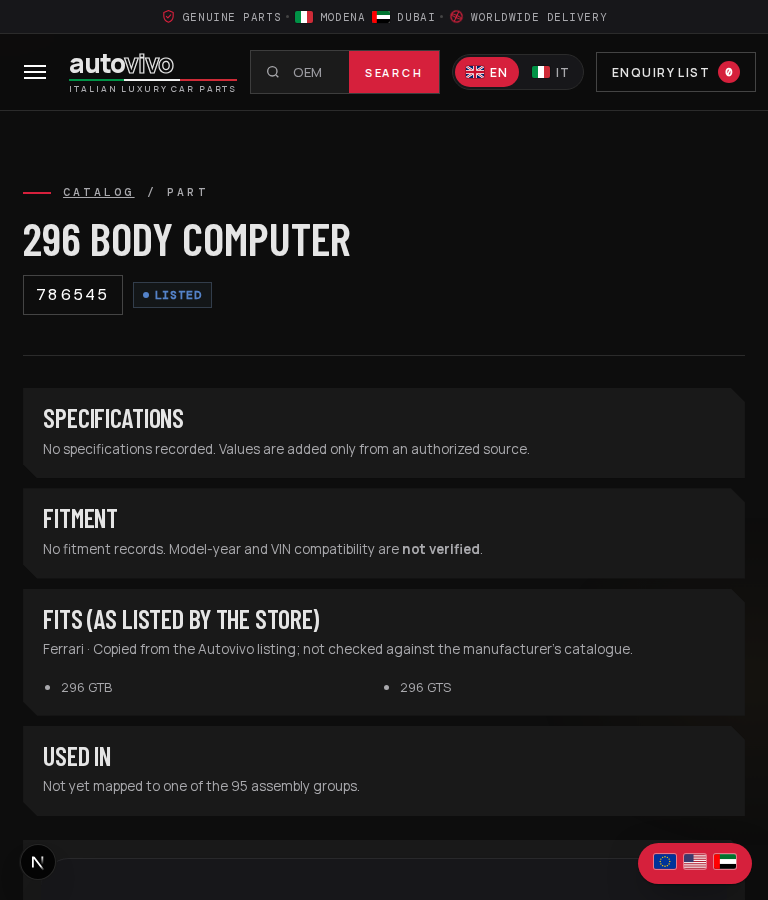 GENUINE PARTS • MODENA DUBAI • WORLDWIDE DELIVERY
autovivo
ITALIAN LUXURY CAR PARTS
OEM
SEARCH
EN
IT
ENQUIRY LIST 0
CATALOG / PART
296 BODY COMPUTER
786545
LISTED
SPECIFICATIONS
No specifications recorded. Values are added only from an authorized source.
FITMENT
No fitment records. Model-year and VIN compatibility are not verified.
FITS (AS LISTED BY THE STORE)
Ferrari · Copied from the Autovivo listing; not checked against the manufacturer's catalogue.
• 296 GTB
• 296 GTS
USED IN
Not yet mapped to one of the 95 assembly groups.
N